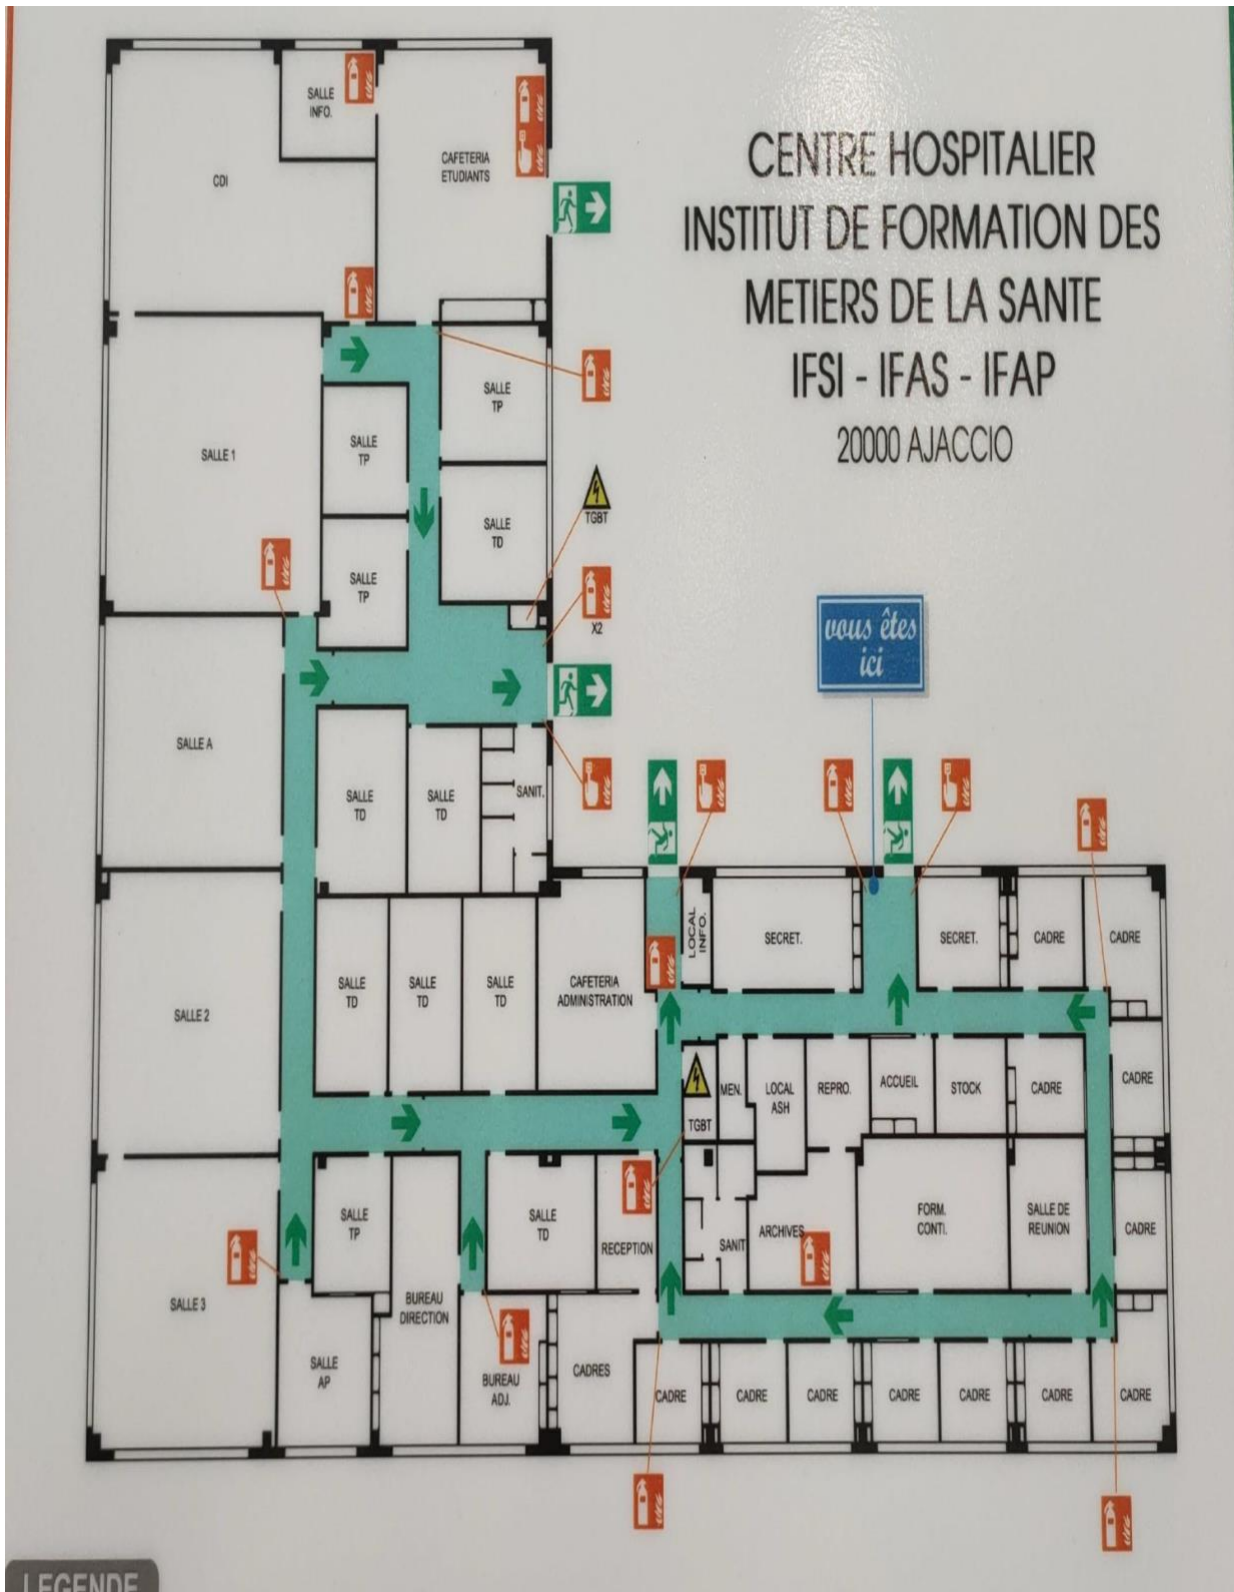 CENTRE HOSPITALIER
INSTITUT DE FORMATION DES
METIERS DE LA SANTE
IFSI - IFAS - IFAP
20000 AJACCIO
SALLE
INFO.
CDI
CAFETERIA
ETUDIANTS
SALLE
TP
SALLE 1
SALLE
TP
SALLE
TD
TGBT
SALLE
TP
X2
vous êtes
ici
SALLE A
SALLE
TD
SALLE
TD
SANIT.
LOCAL
INFO.
SECRET.
SECRET.
CADRE
CADRE
SALLE 2
SALLE
TD
SALLE
TD
SALLE
TD
CAFETERIA
ADMINISTRATION
TGBT
MEN.
LOCAL
ASH
REPRO.
ACCUEIL
STOCK
CADRE
CADRE
SALLE 3
SALLE
TP
BUREAU
DIRECTION
SALLE
TD
RECEPTION
SANIT
ARCHIVES
FORM.
CONTI.
SALLE DE
REUNION
CADRE
SALLE
AP
BUREAU
ADJ.
CADRES
CADRE
CADRE
CADRE
CADRE
CADRE
CADRE
CADRE
LEGENDE